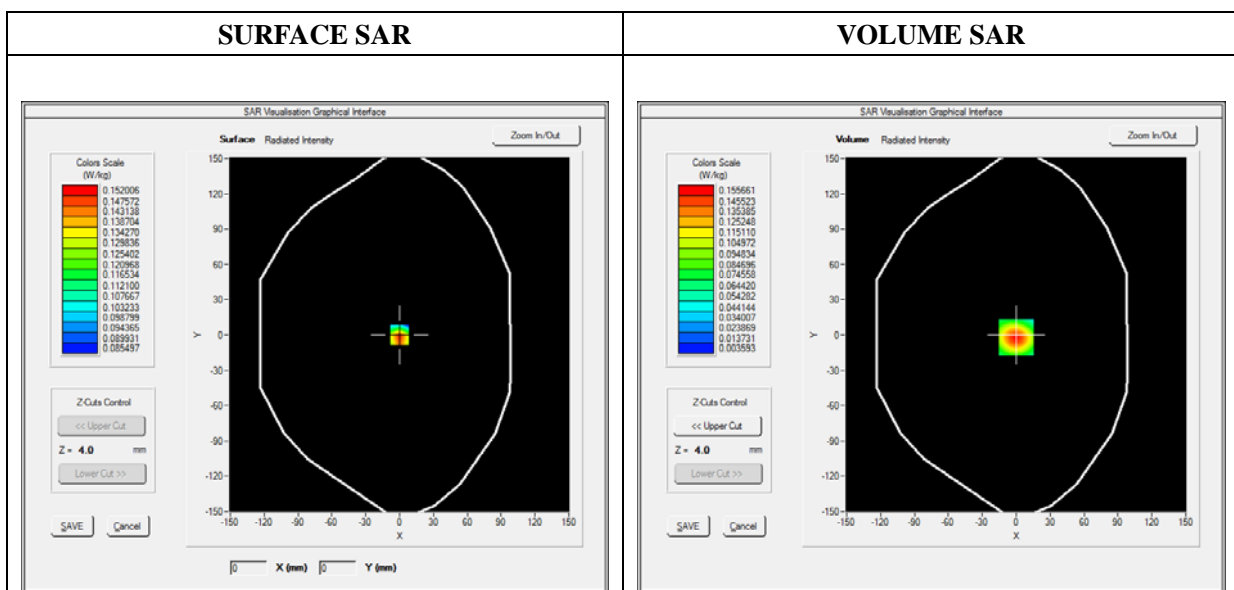 SURFACE SAR
VOLUME SAR
SAR Visualisation Graphical Interface
Surface Radiated Intensity
Zoom In/Out
Colors Scale
(W/kg)
0.152006
0.147572
0.143138
0.138704
0.134270
0.129836
0.125402
0.120968
0.116534
0.112100
0.107667
0.103233
0.098799
0.094365
0.089931
0.085497
Z-Cuts Control
<< Upper Cut
Z = 4.0 mm
Lower Cut >>
SAVE Cancel
150
120
90
60
30
0
-30
-60
-90
-120
-150
Y
-150 -120 -90 -60 -30 0 30 60 90 120 150
X
0 X (mm) 0 Y (mm)
SAR Visualisation Graphical Interface
Volume Radiated Intensity
Zoom In/Out
Colors Scale
(W/kg)
0.155661
0.145523
0.135385
0.125248
0.115110
0.104972
0.094834
0.084696
0.074558
0.064420
0.054282
0.044144
0.034007
0.023869
0.013731
0.003593
Z-Cuts Control
<< Upper Cut
Z = 4.0 mm
Lower Cut >>
SAVE Cancel
150
120
90
60
30
0
-30
-60
-90
-120
-150
Y
-150 -120 -90 -60 -30 0 30 60 90 120 150
X